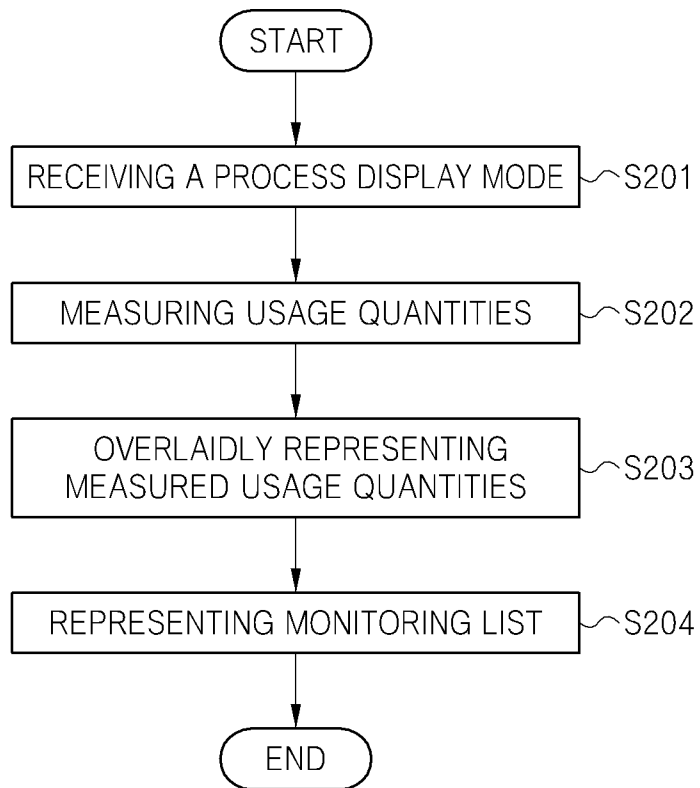 START
RECEIVING A PROCESS DISPLAY MODE
S201
MEASURING USAGE QUANTITIES
S202
OVERLAIDLY REPRESENTING
MEASURED USAGE QUANTITIES
S203
REPRESENTING MONITORING LIST
S204
END